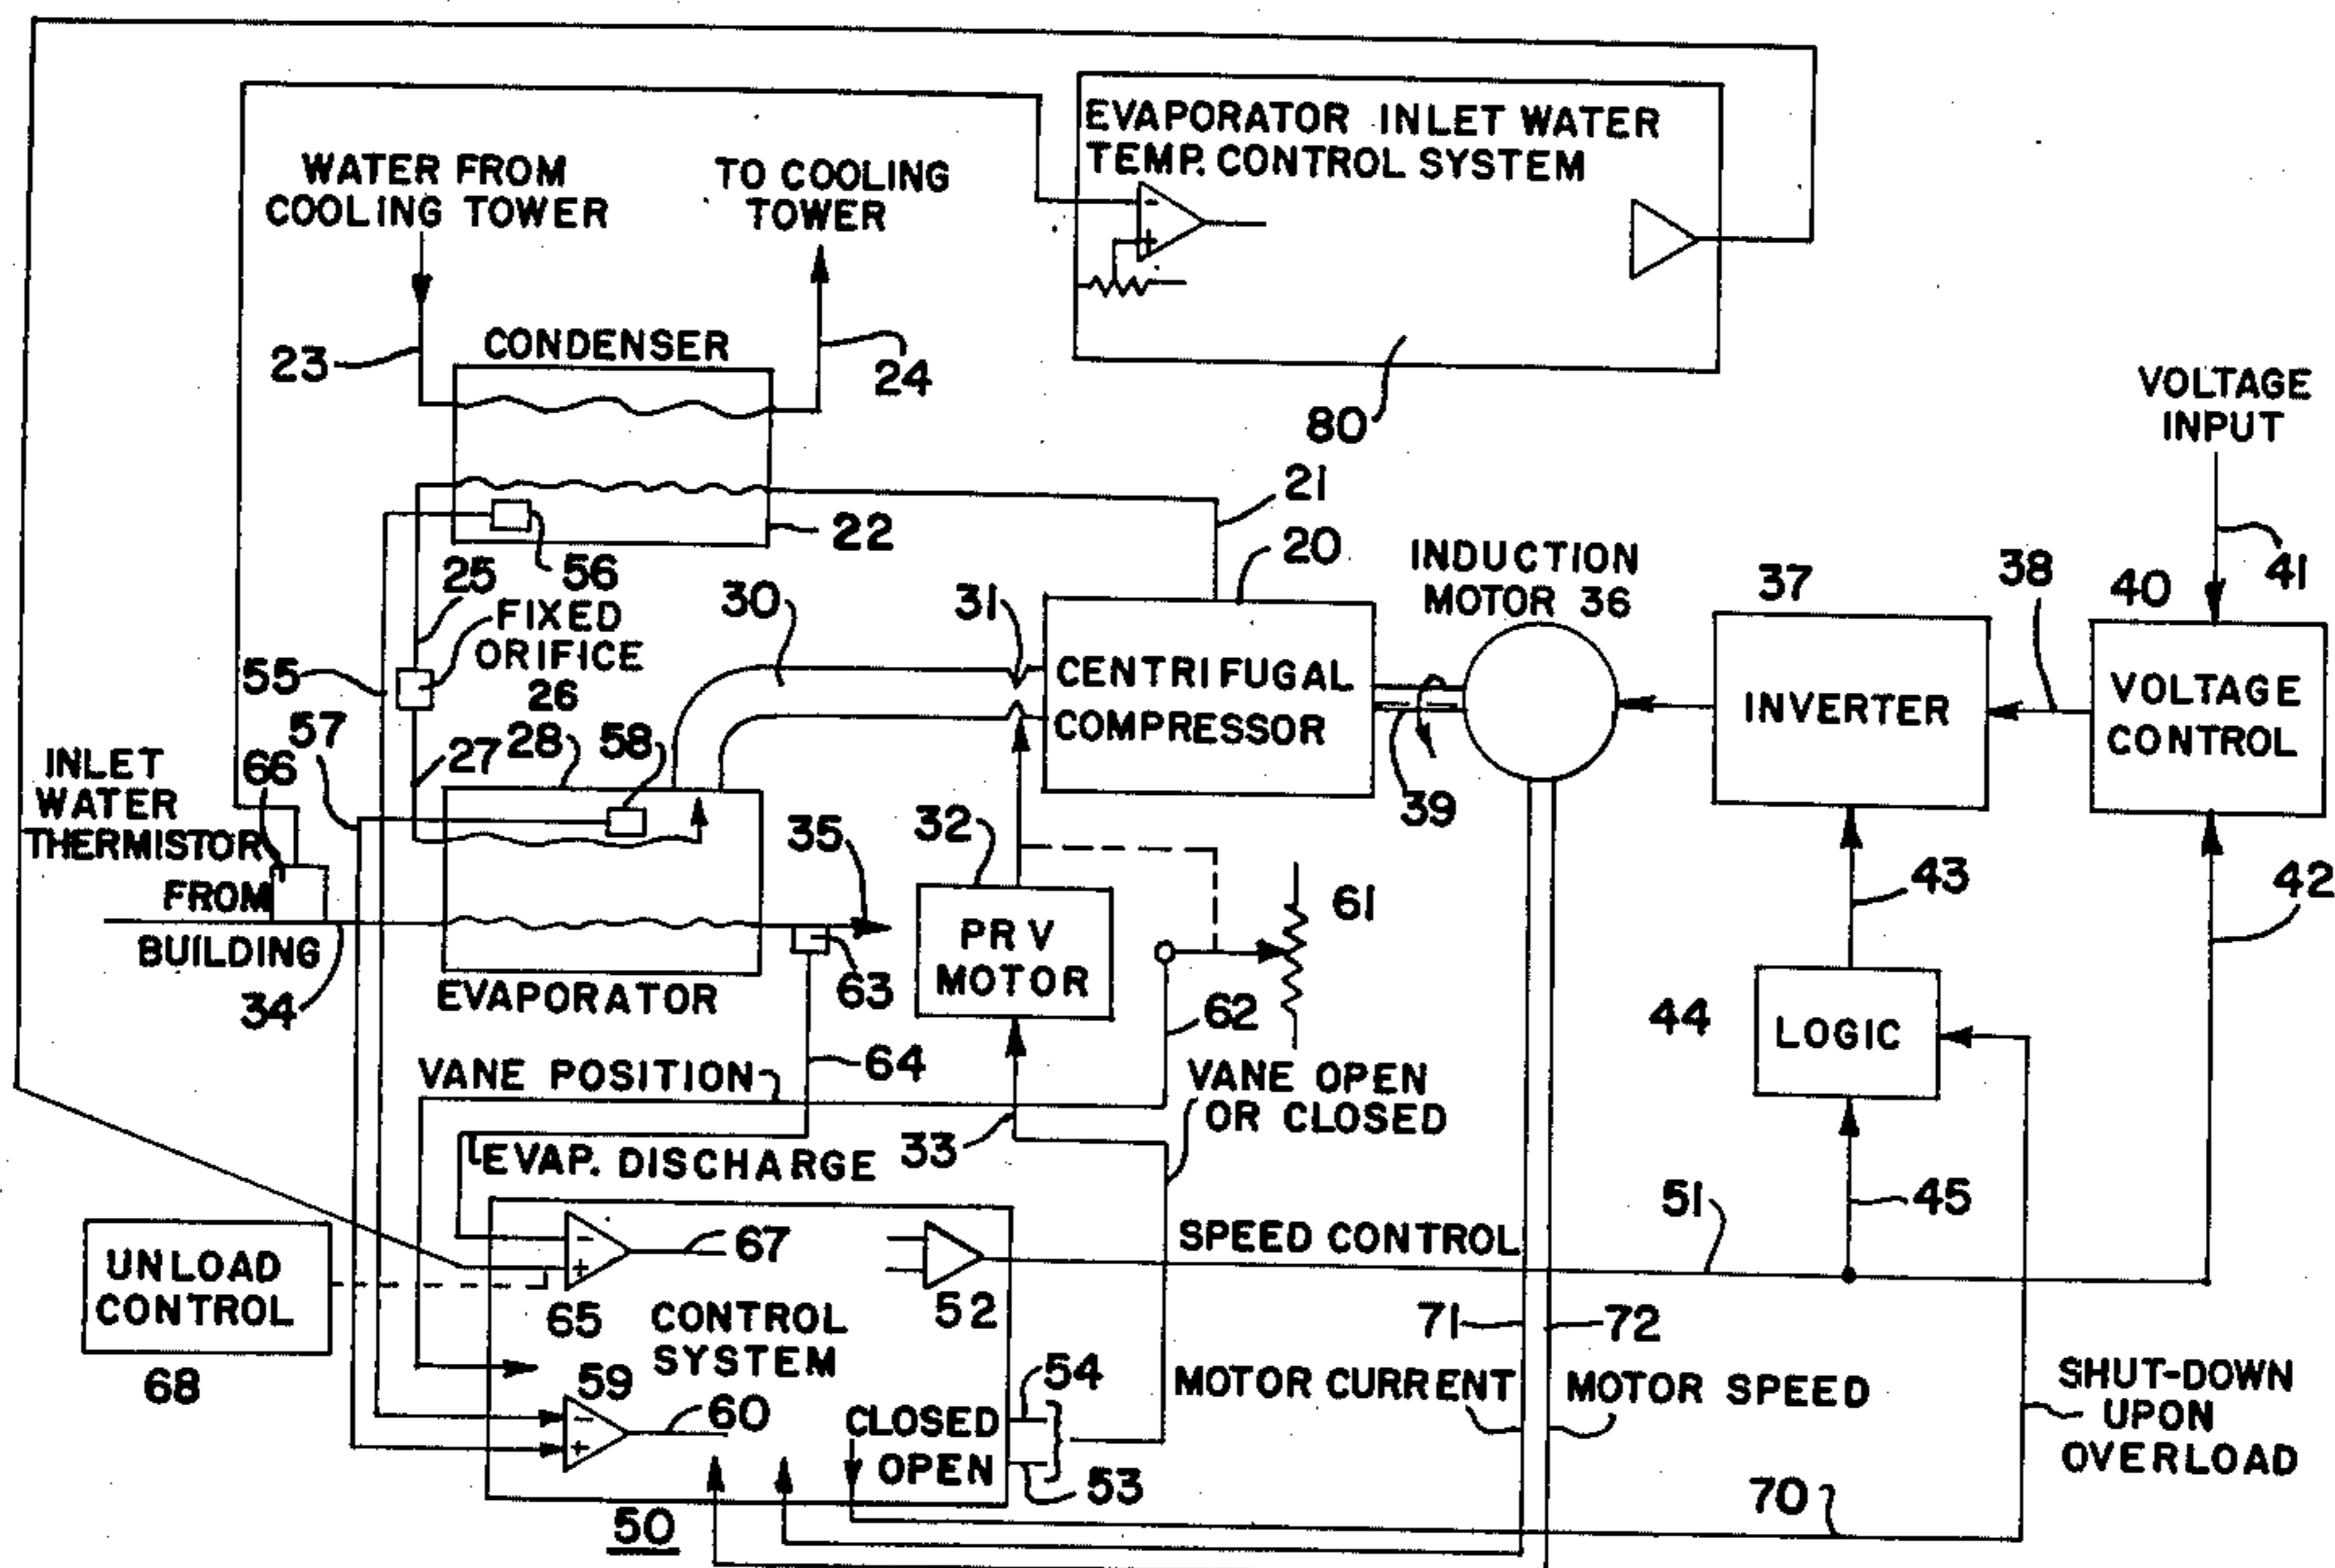 EVAPORATOR INLET WATER
TEMP. CONTROL SYSTEM
WATER FROM
COOLING TOWER
TO COOLING
TOWER
CONDENSER
23
24
80
VOLTAGE
INPUT
21
22
20
56
25
FIXED
ORIFICE
26
30
31
INDUCTION
MOTOR 36
37
38
40
41
55
57
27
28
58
CENTRIFUGAL
COMPRESSOR
INVERTER
VOLTAGE
CONTROL
39
INLET
66
WATER
THERMISTOR
FROM
BUILDING
34
35
32
61
43
42
EVAPORATOR
63
PRV
MOTOR
62
44
LOGIC
VANE POSITION
64
VANE OPEN
OR CLOSED
33
EVAP. DISCHARGE
51
45
UNLOAD
CONTROL
68
67
65
SPEED CONTROL
52
CONTROL
SYSTEM
71
72
59
60
54
MOTOR CURRENT
MOTOR SPEED
SHUT-DOWN
UPON
OVERLOAD
CLOSED
OPEN
53
70
50